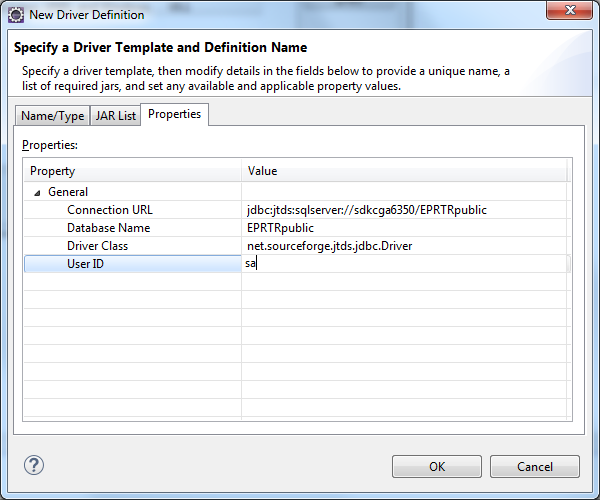 New Driver Definition
Specify a Driver Template and Definition Name
Specify a driver template, then modify details in the fields below to provide a unique name, a
list of required jars, and set any available and applicable property values.
Name/Type JAR List Properties
Properties:
Property Value
General
Connection URL jdbc:jtds:sqlserver://sdkcga6350/EPRTRpublic
Database Name EPRTRpublic
Driver Class net.sourceforge.jtds.jdbc.Driver
User ID sa
? OK Cancel